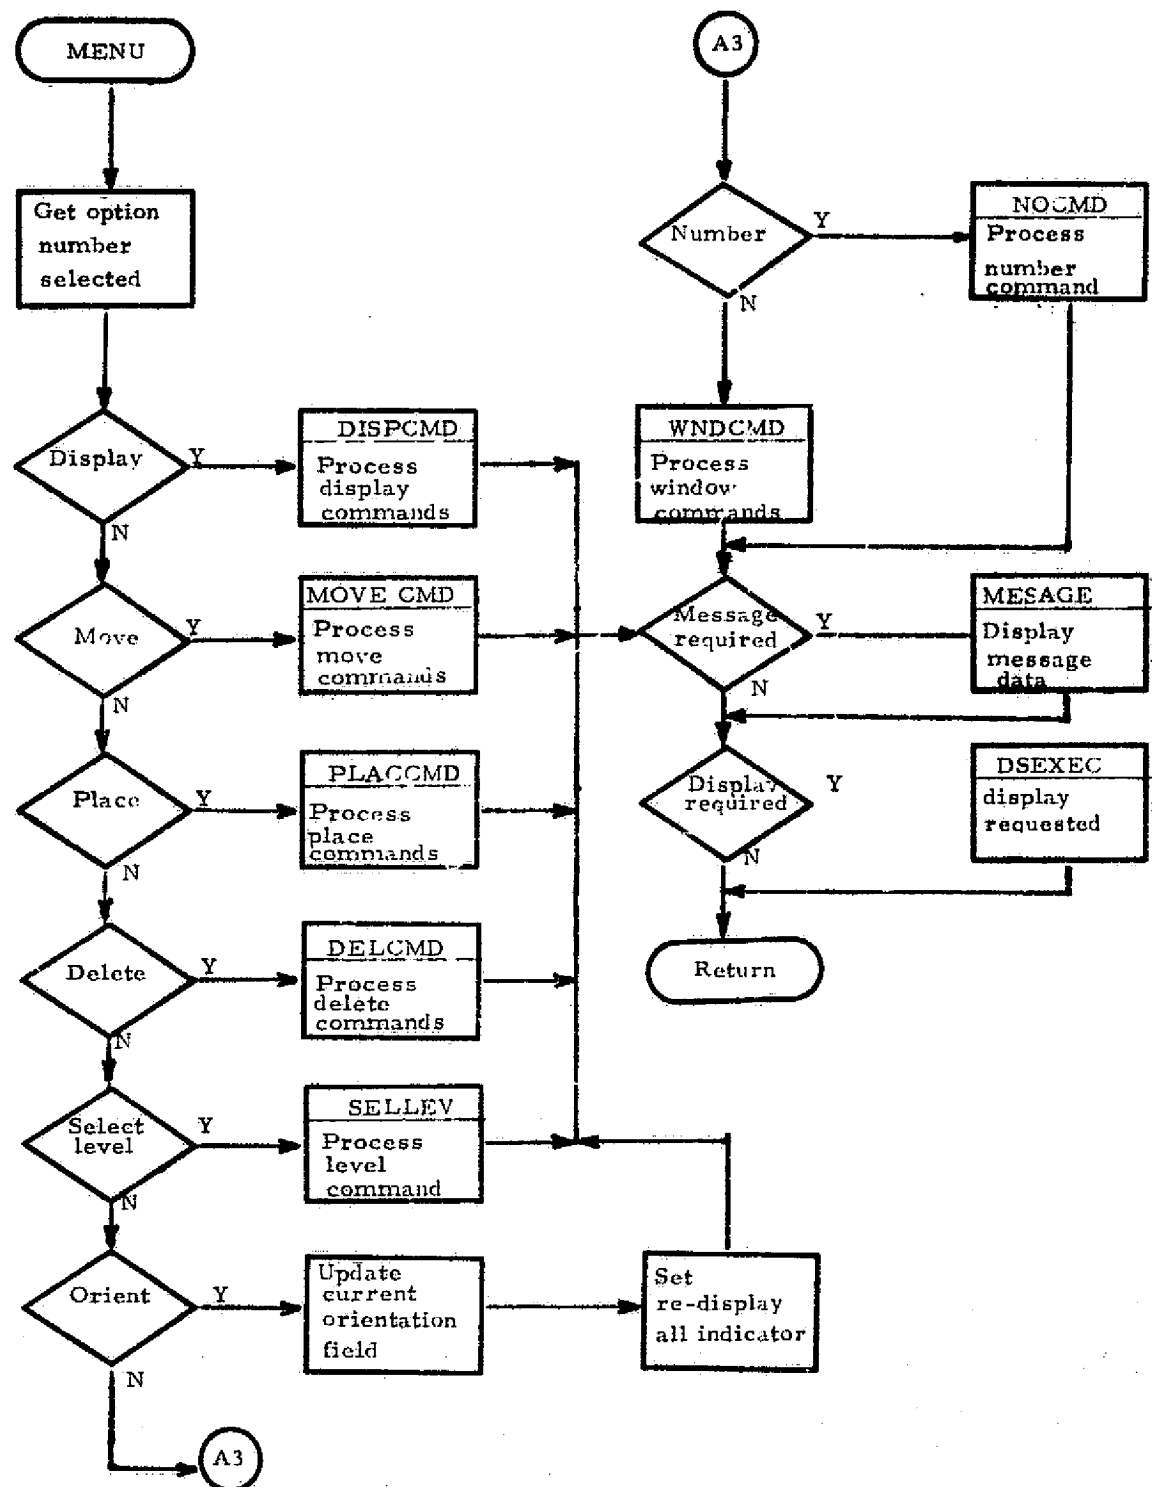 MENU
Get option
number
selected
Display
Y
N
DISPCMD
Process
display
commands
Move
Y
N
MOVE CMD
Process
move
commands
Place
Y
N
PLACCMD
Process
place
commands
Delete
Y
N
DELCMD
Process
delete
commands
Select
level
Y
N
SELLEV
Process
level
command
Orient
Y
N
Update
current
orientation
field
Set
re-display
all indicator
A3
A3
Number
Y
N
NOCMD
Process
number
command
WNDCMD
Process
window
commands
Message
required
Y
N
MESAGE
Display
message
data
Display
required
Y
N
DSEXEC
display
requested
Return